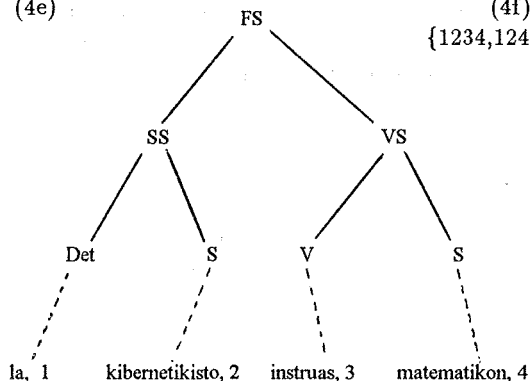 (4e) FS (4f)
{1234,124
SS VS
Det S V S
la, 1 kibernetikisto, 2 instruas, 3 matematikon, 4